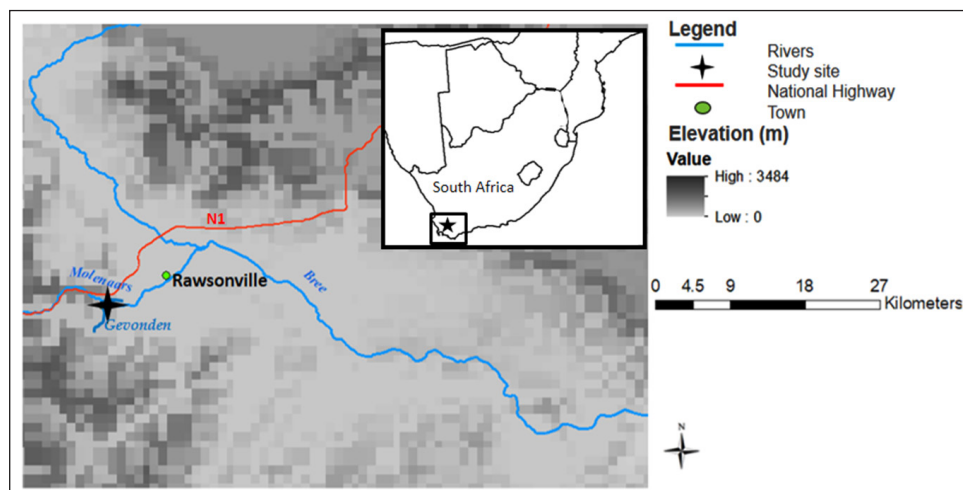 N1
Molenaars
Rawsonville
Gevonden
Bree
South Africa
Legend
Rivers
Study site
National Highway
Town
Elevation (m)
Value
High : 3484
Low : 0
0 4.5 9 18 27
Kilometers
N